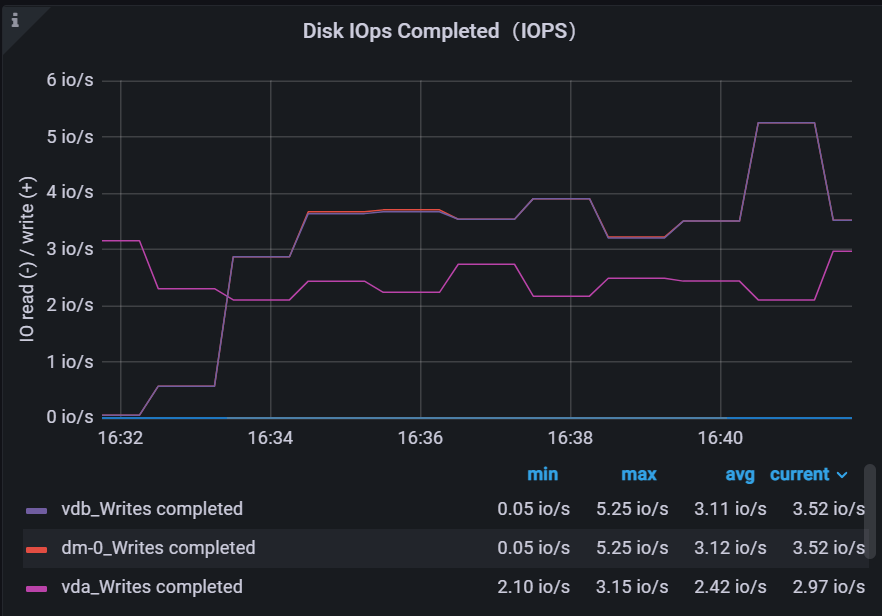 i
Disk IOps Completed（IOPS）
IO read (-) / write (+)
6 io/s
5 io/s
4 io/s
3 io/s
2 io/s
1 io/s
0 io/s
16:32 16:34 16:36 16:38 16:40
min max avg current
vdb_Writes completed 0.05 io/s 5.25 io/s 3.11 io/s 3.52 io/s
dm-0_Writes completed 0.05 io/s 5.25 io/s 3.12 io/s 3.52 io/s
vda_Writes completed 2.10 io/s 3.15 io/s 2.42 io/s 2.97 io/s